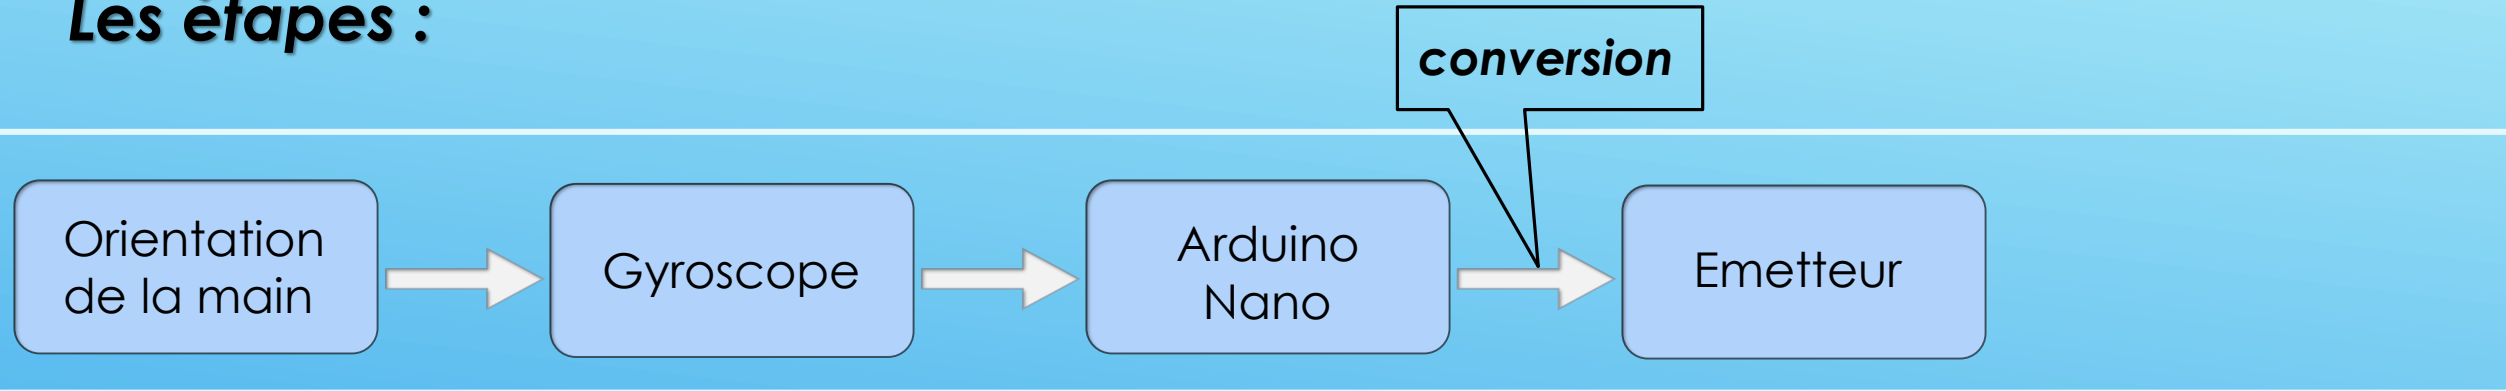 Les étapes :
conversion
Orientation
de la main
Gyroscope
Arduino
Nano
Emetteur